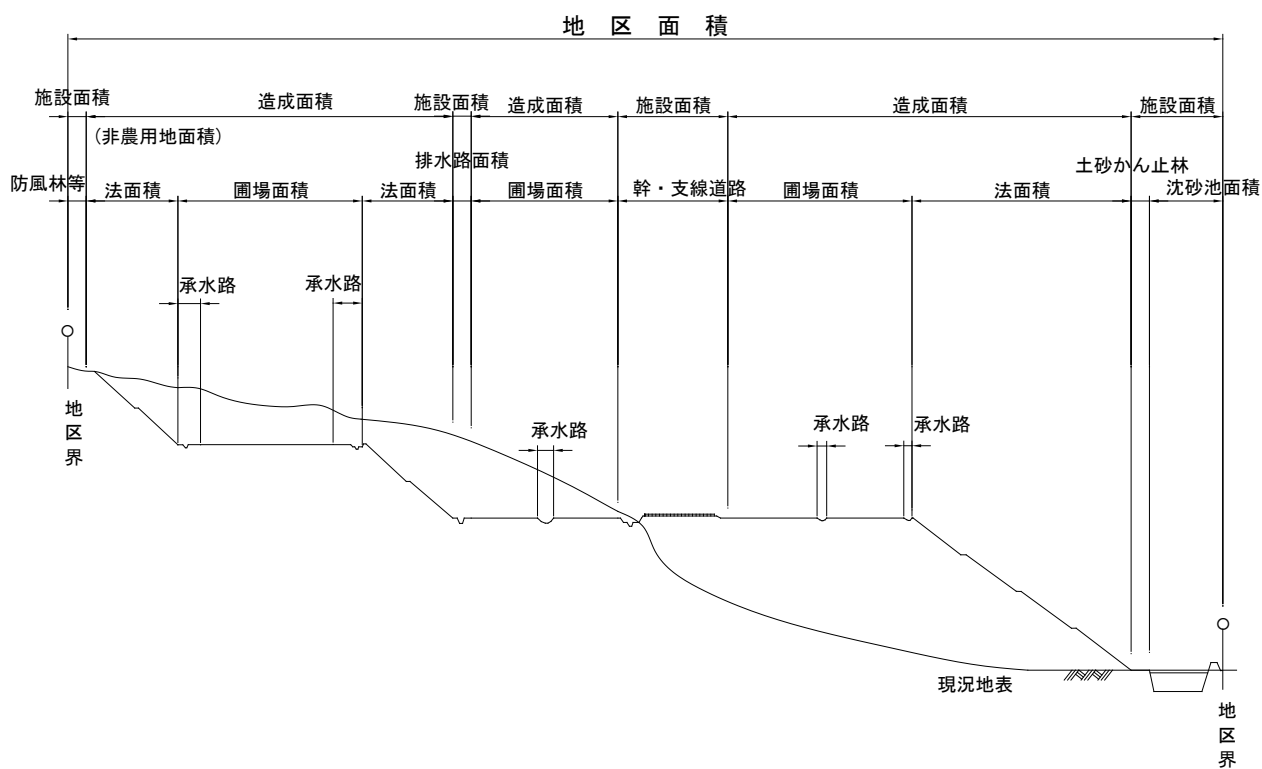 地区面積
施設面積
造成面積
施設面積
造成面積
施設面積
造成面積
施設面積
(非農用地面積)
排水路面積
土砂かん止林
防風林等
法面積
圃場面積
法面積
圃場面積
幹・支線道路
圃場面積
法面積
沈砂池面積
承水路
承水路
地区界
承水路
承水路
承水路
現況地表
地区界